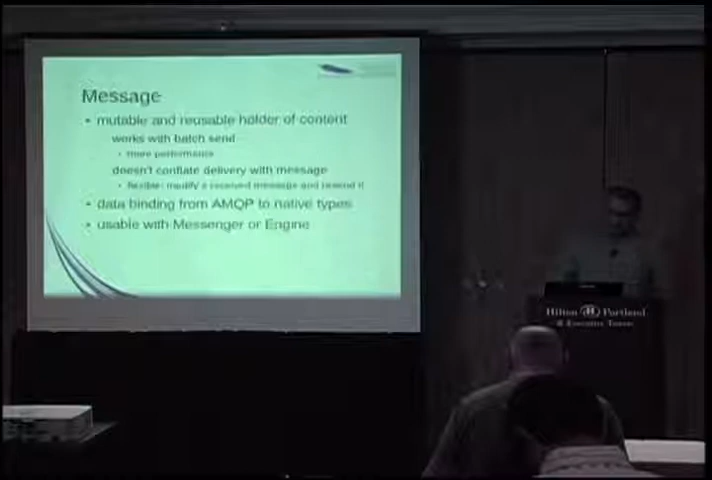 Message
• mutable and reusable holder of content
works with batch send
• more performance
doesn't conflate delivery with message
• flexible: modify a received message and resend it
• data binding from AMQP to native types
• usable with Messenger or Engine
Hilton Portland
& Executive Tower